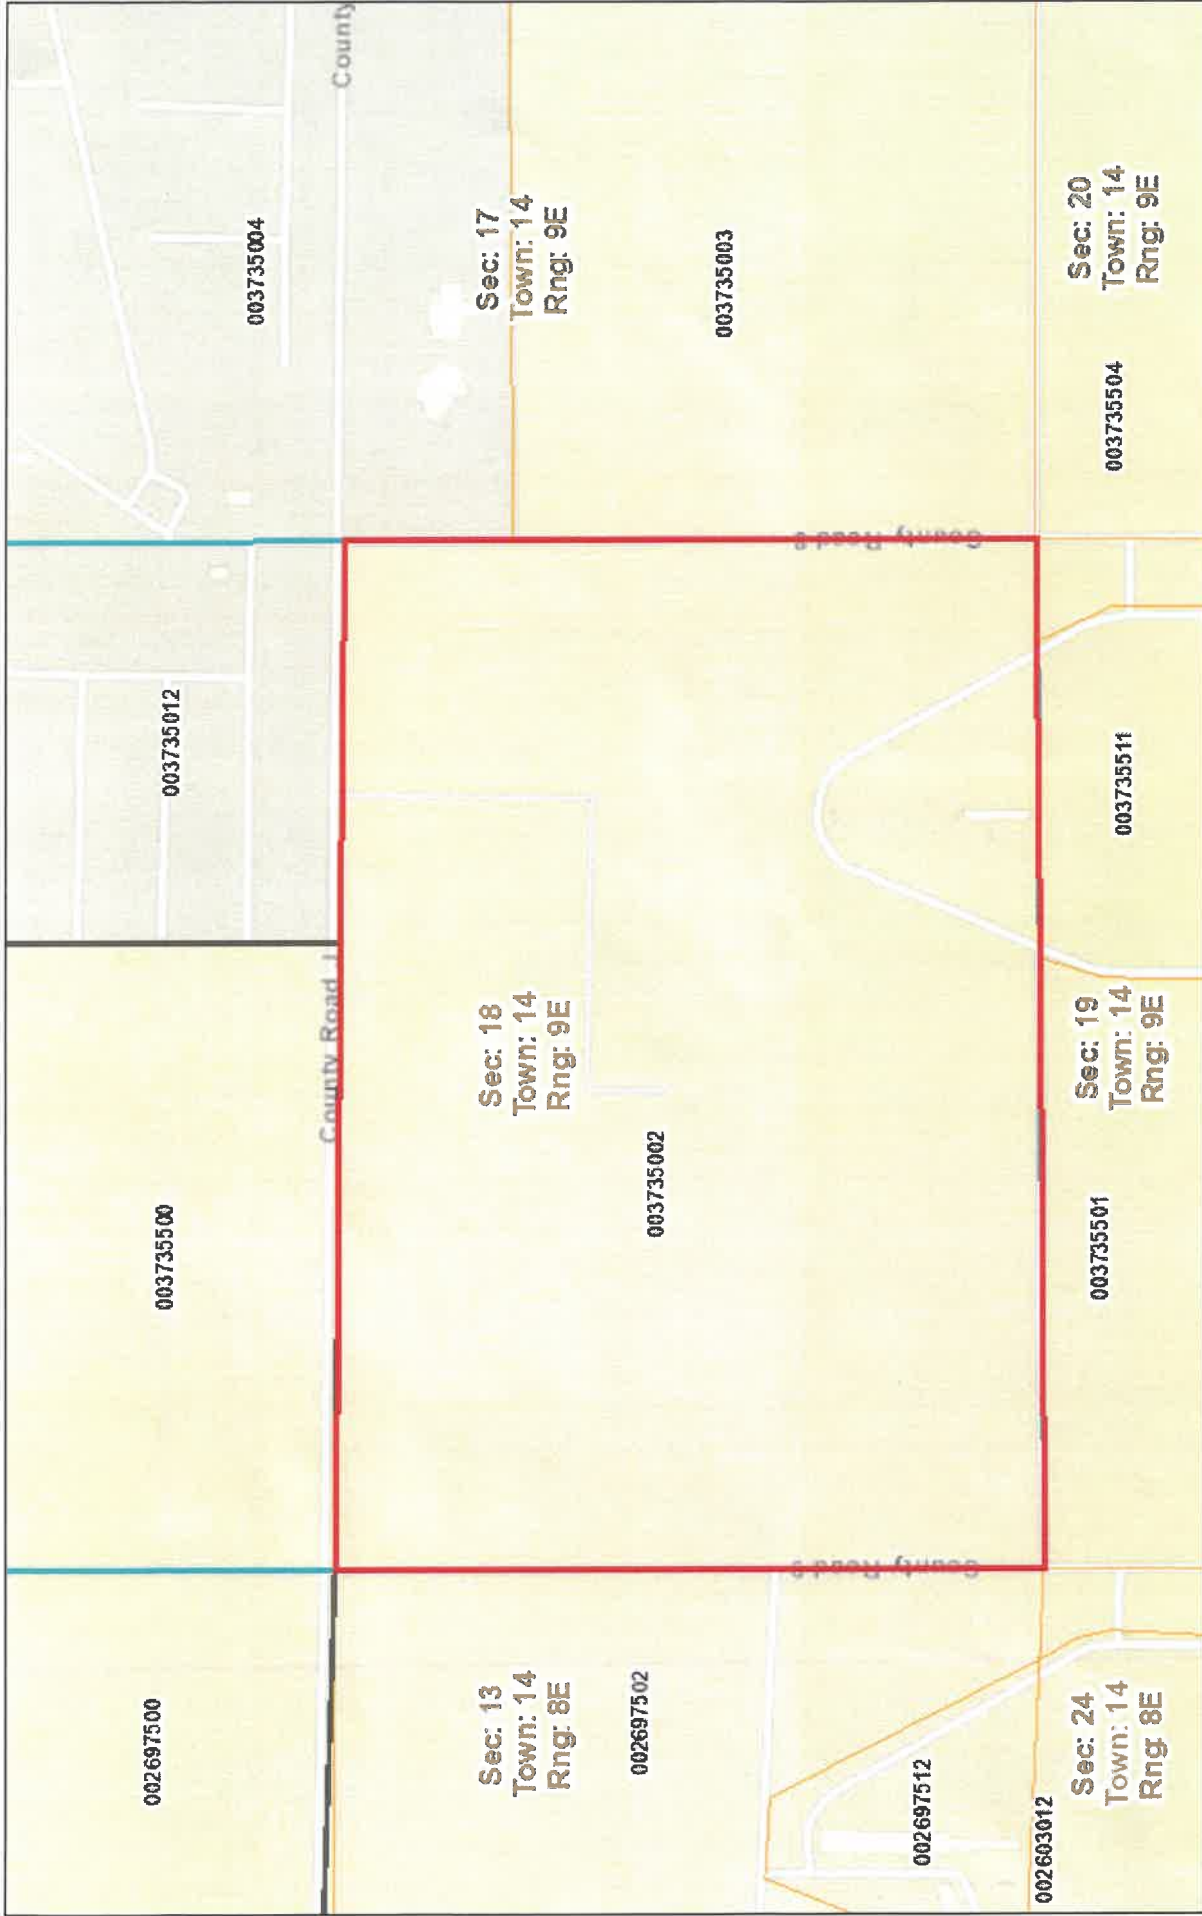 002697500
003735500
003735012
003735004
County Road J
County
Sec: 13
Town: 14
Rng: 8E
Sec: 18
Town: 14
Rng: 9E
Sec: 17
Town: 14
Rng: 9E
002697502
003735002
003735003
County Road
County Road
002697512
002603012
Sec: 24
Town: 14
Rng: 8E
003735501
Sec: 19
Town: 14
Rng: 9E
003735511
003735504
Sec: 20
Town: 14
Rng: 9E